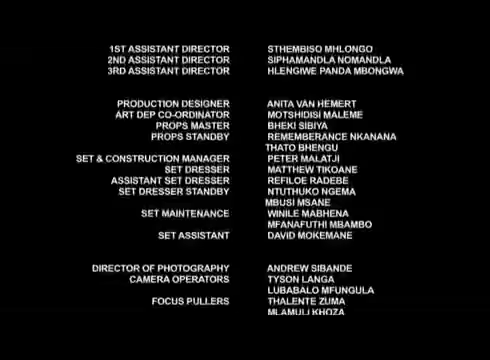 1ST ASSISTANT DIRECTOR STHEMBISO MHLONGO
2ND ASSISTANT DIRECTOR SIPHAMANDLA NOMANDLA
3RD ASSISTANT DIRECTOR HLENGIWE PANDA MBONGWA
PRODUCTION DESIGNER ANITA VAN HEMERT
ART DEP CO-ORDINATOR MOTSHIDISI MALEME
PROPS MASTER BHEKI SIBIYA
PROPS STANDBY REMEMBERANCE NKANANA
THATO BHENGU
SET & CONSTRUCTION MANAGER PETER MALATJI
SET DRESSER MATTHEW TIKOANE
ASSISTANT SET DRESSER REFILOE RADEBE
SET DRESSER STANDBY NTUTHUKO NGEMA
MBUSI MSANE
SET MAINTENANCE WINILE MABHENA
MFANAFUTHI MBAMBO
SET ASSISTANT DAVID MOKEMANE
DIRECTOR OF PHOTOGRAPHY ANDREW SIBANDE
CAMERA OPERATORS TYSON LANGA
LUBABALO MFUNGULA
FOCUS PULLERS THALENTE ZUMA
MLAMULI KHOZA